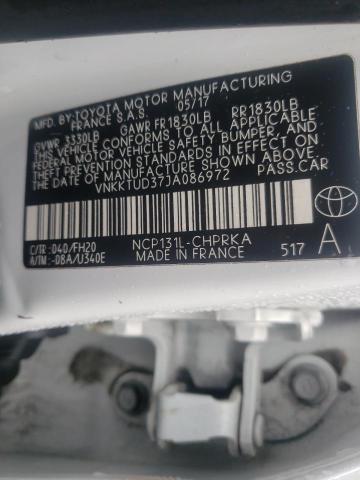 MFD. BY:TOYOTA MOTOR MANUFACTURING
FRANCE S.A.S. 05/17
GVWR 3330LB GAWR FR1830LB RR1830LB
THIS VEHICLE CONFORMS TO ALL APPLICABLE
FEDERAL MOTOR VEHICLE SAFETY, BUMPER, AND
THEFT PREVENTION STANDARDS IN EFFECT ON THE
DATE OF MANUFACTURE SHOWN ABOVE.
VNKKTUD37JA086972 PASS.CAR
C/TR:040/FH20 NCP131L-CHPRKA
A/TM:-DBA/U340E MADE IN FRANCE 517 A